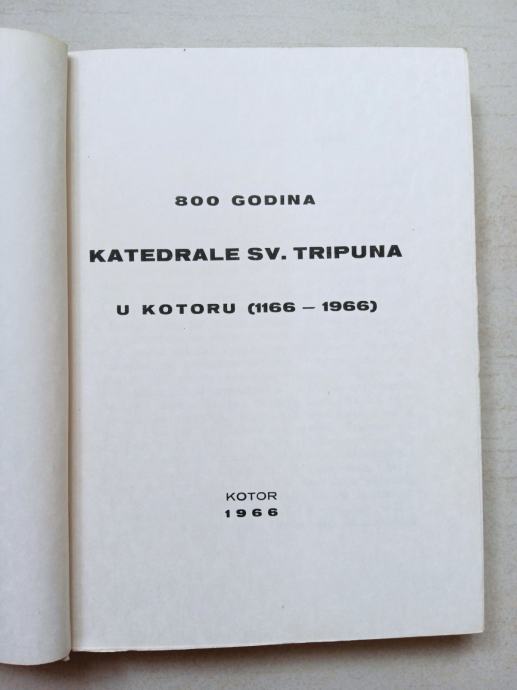 800 GODINA
KATEDRALE SV. TRIPUNA
U KOTORU (1166 – 1966)
KOTOR
1966